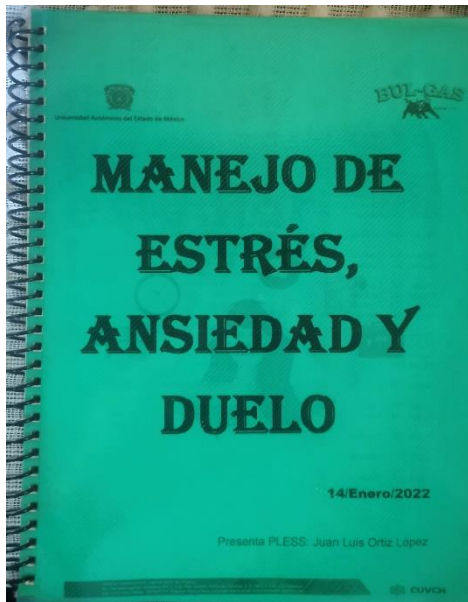 Universidad Autónoma del Estado de México
BUL-GAS
MANEJO DE
ESTRÉS,
ANSIEDAD Y
DUELO
14/Enero/2022
Presenta PLESS: Juan Luis Ortiz López
CUVCH